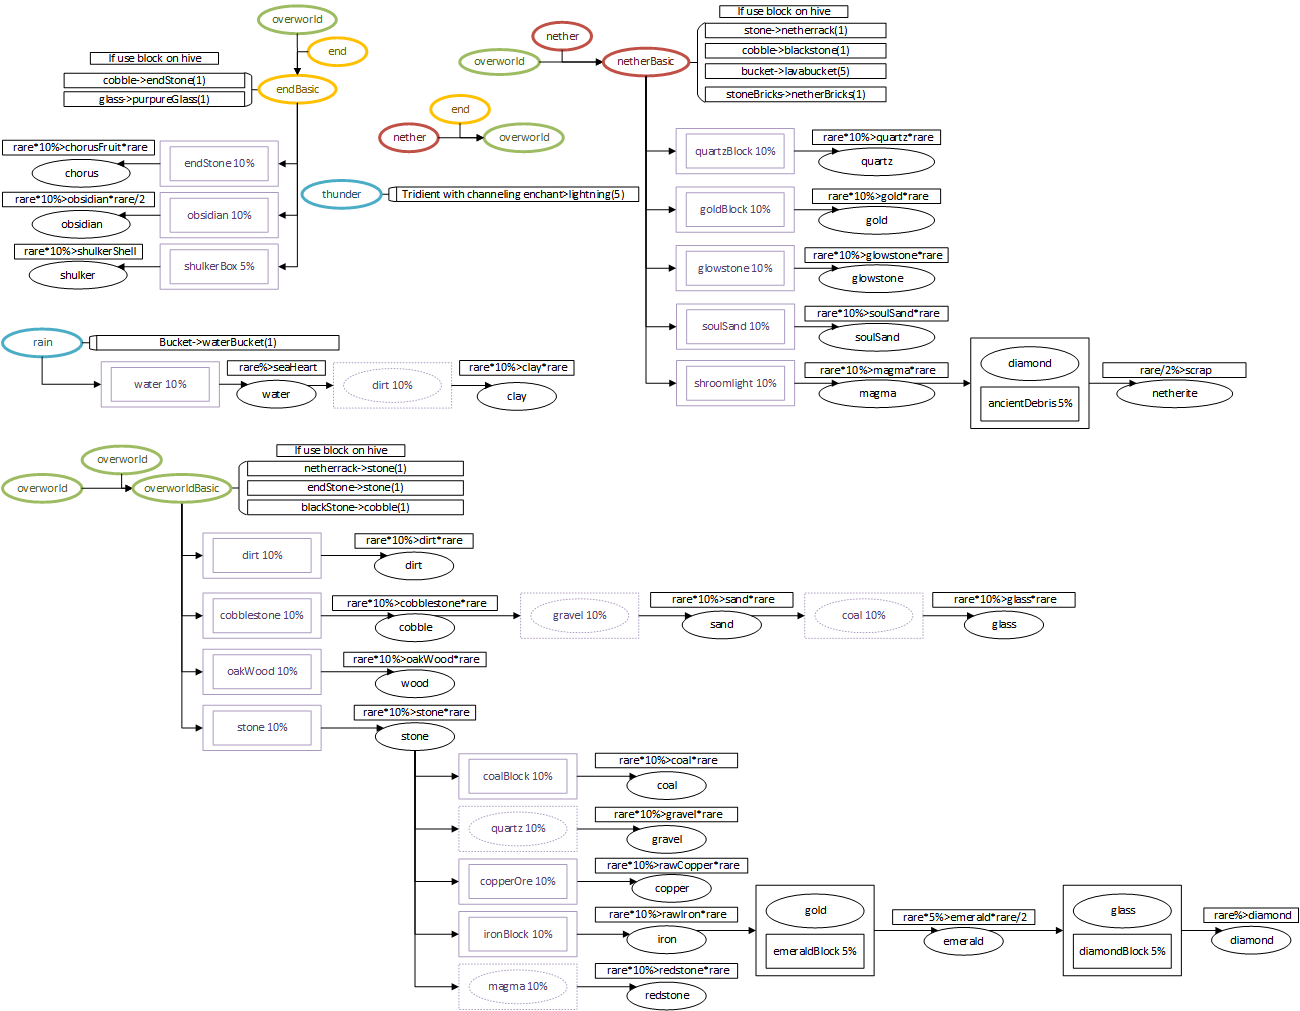 overworld
end
If use block on hive
cobble->endStone(1)
glass->purpureGlass(1)
endBasic
rare*10%>chorusFruit*rare
chorus
endStone 10%
rare*10%>obsidian*rare/2
obsidian
obsidian 10%
rare*10%>shulkerShell
shulker
shulkerBox 5%
nether
overworld
netherBasic
If use block on hive
stone->netherrack(1)
cobble->blackstone(1)
bucket->lavabucket(5)
stoneBricks->netherBricks(1)
end
nether
overworld
thunder
Tridient with channeling enchant>lightning(5)
quartzBlock 10%
rare*10%>quartz*rare
quartz
goldBlock 10%
rare*10%>gold*rare
gold
glowstone 10%
rare*10%>glowstone*rare
glowstone
soulSand 10%
rare*10%>soulSand*rare
soulSand
shroomlight 10%
rare*10%>magma*rare
magma
diamond
ancientDebris 5%
rare/2%>scrap
netherite
rain
Bucket->waterBucket(1)
water 10%
rare%>seaHeart
water
dirt 10%
rare*10%>clay*rare
clay
overworld
overworld
overworldBasic
If use block on hive
netherrack->stone(1)
endStone->stone(1)
blackStone->cobble(1)
dirt 10%
rare*10%>dirt*rare
dirt
cobblestone 10%
rare*10%>cobblestone*rare
cobble
gravel 10%
rare*10%>sand*rare
sand
coal 10%
rare*10%>glass*rare
glass
oakWood 10%
rare*10%>oakWood*rare
wood
stone 10%
rare*10%>stone*rare
stone
coalBlock 10%
rare*10%>coal*rare
coal
quartz 10%
rare*10%>gravel*rare
gravel
copperOre 10%
rare*10%>rawCopper*rare
copper
ironBlock 10%
rare*10%>rawIron*rare
iron
gold
emeraldBlock 5%
rare*5%>emerald*rare/2
emerald
glass
diamondBlock 5%
rare%>diamond
diamond
magma 10%
rare*10%>redstone*rare
redstone